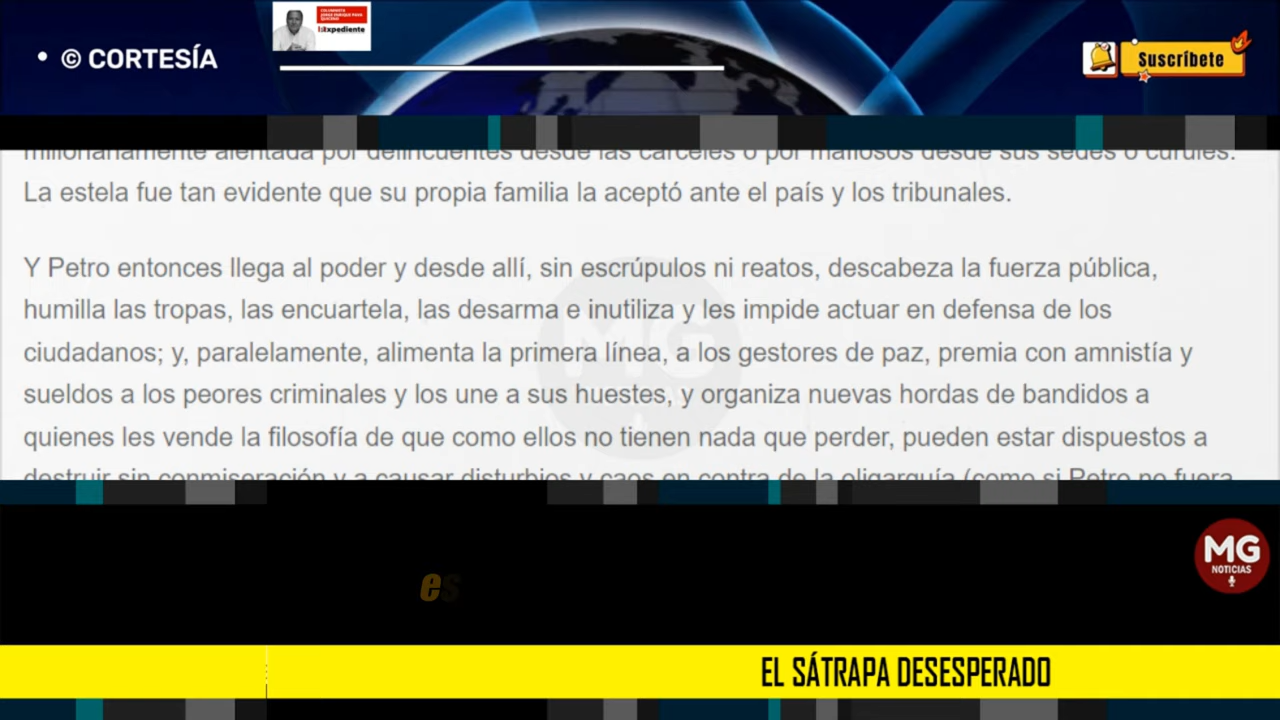 • © CORTESÍA
COLUMNISTA
IsExpediente
Suscríbete
millonariamente alentada por delincuentes desde las cárceles o por mafiosos desde sus sedes o curules.
La estela fue tan evidente que su propia familia la aceptó ante el país y los tribunales.
Y Petro entonces llega al poder y desde allí, sin escrúpulos ni reatos, descabeza la fuerza pública,
humilla las tropas, las encuartela, las desarma e inutiliza y les impide actuar en defensa de los
ciudadanos; y, paralelamente, alimenta la primera línea, a los gestores de paz, premia con amnistía y
sueldos a los peores criminales y los une a sus huestes, y organiza nuevas hordas de bandidos a
quienes les vende la filosofía de que como ellos no tienen nada que perder, pueden estar dispuestos a
destruir sin conmiseración y a causar disturbios y caos en contra de la oligarquía (como si Petro no fuera
MG
es
MG
NOTICIAS
EL SÁTRAPA DESESPERADO